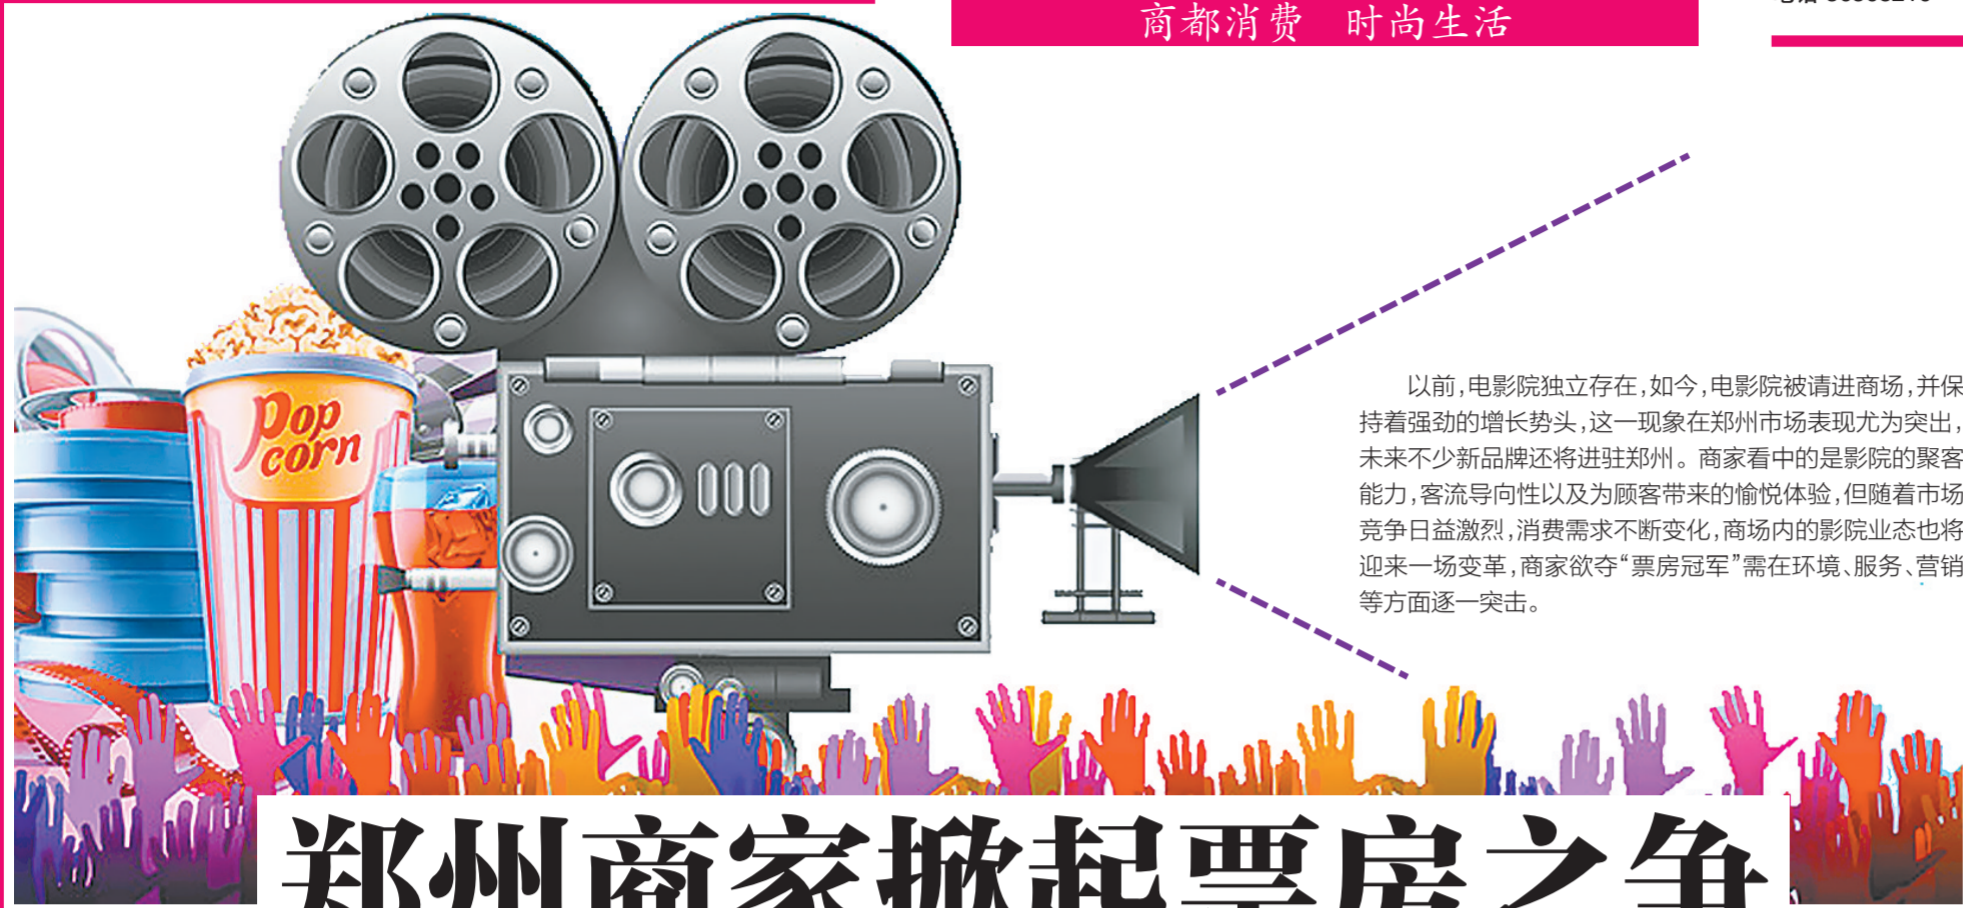 商都消费 时尚生活
Pop
corn
以前,电影院独立存在,如今,电影院被请进商场,并保
持着强劲的增长势头,这一现象在郑州市场表现尤为突出,
未来不少新品牌还将进驻郑州。商家看中的是影院的聚客
能力,客流导向性以及为顾客带来的愉悦体验,但随着市场
竞争日益激烈,消费需求不断变化,商场内的影院业态也将
迎来一场变革,商家欲夺“票房冠军”需在环境、服务、营销
等方面逐一突击。
郑州商家掀起票房之争